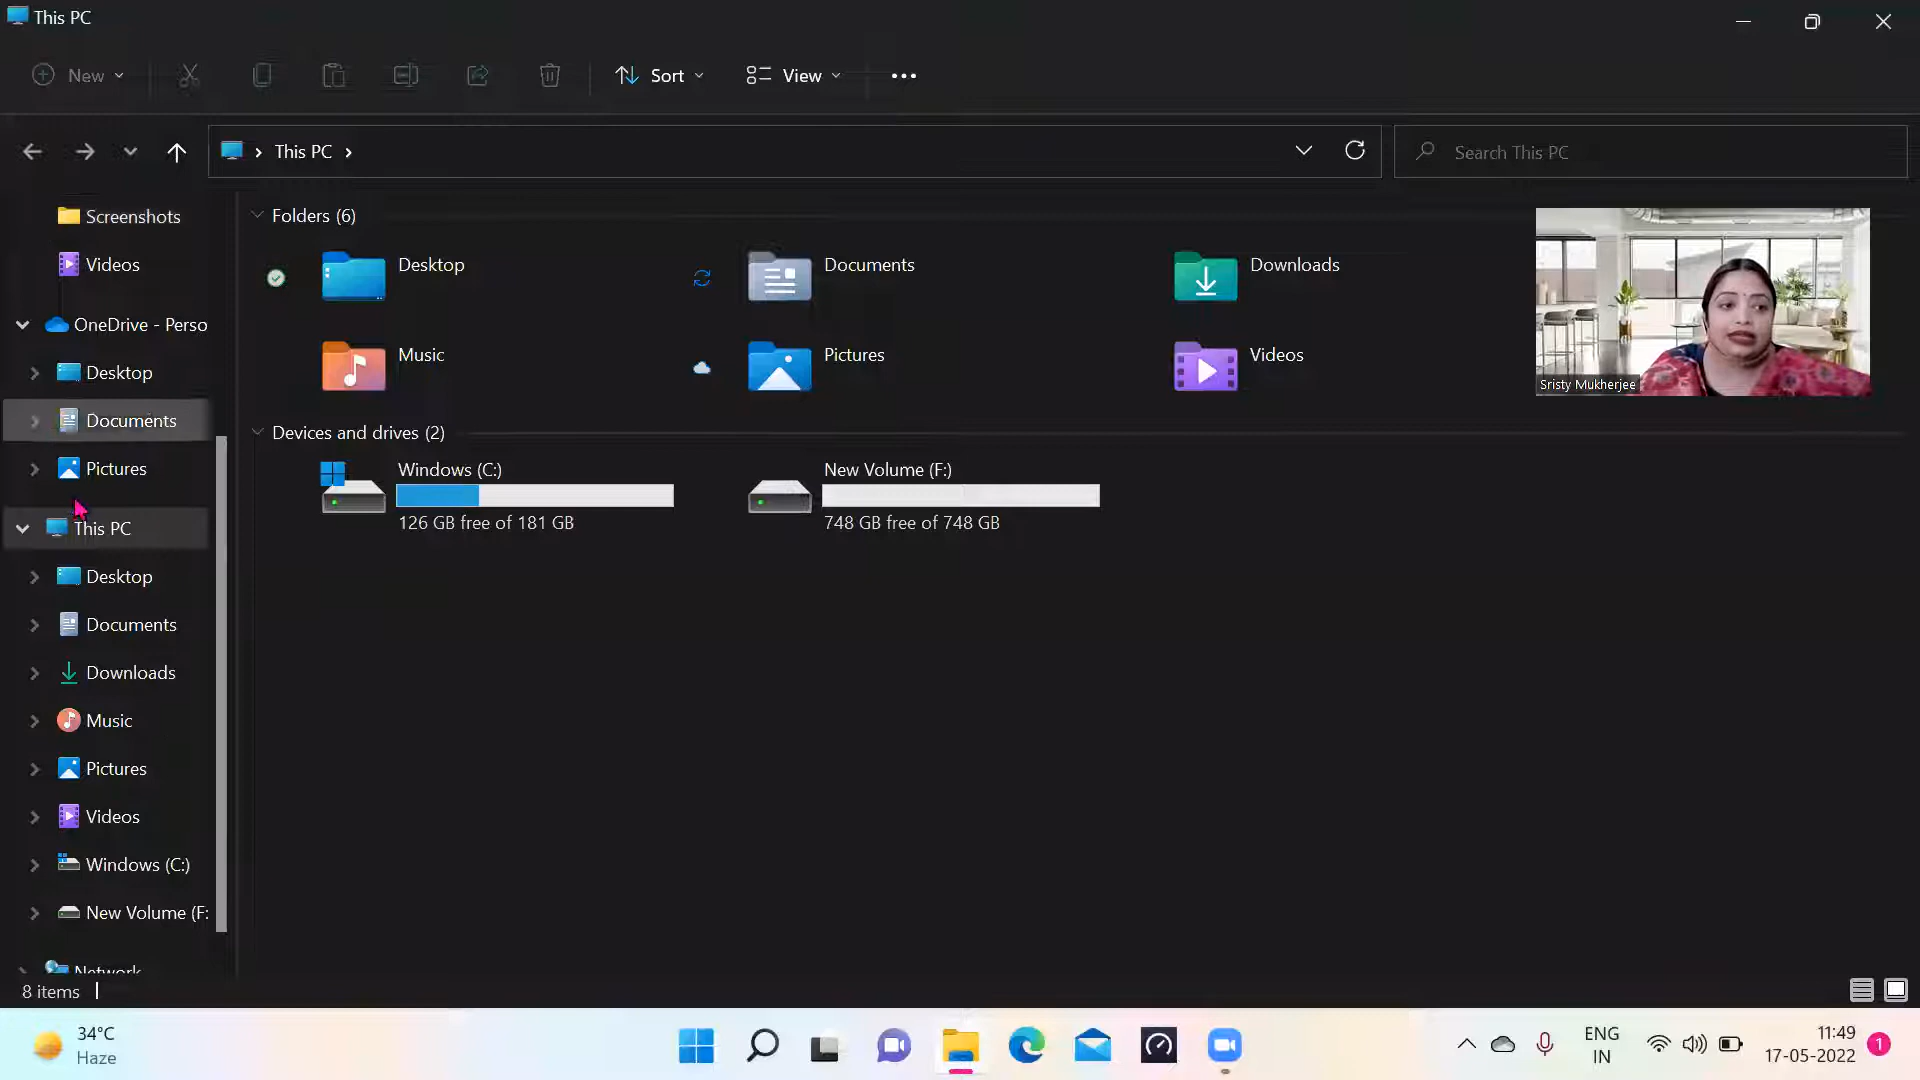 This PC
New
Sort
View
This PC
Search This PC
Screenshots
Videos
OneDrive - Perso
Desktop
Documents
Pictures
This PC
Desktop
Documents
Downloads
Music
Pictures
Videos
Windows (C:)
New Volume (F:
Network
Folders (6)
Desktop
Documents
Downloads
Music
Pictures
Videos
Devices and drives (2)
Windows (C:)
126 GB free of 181 GB
New Volume (F:)
748 GB free of 748 GB
Sristy Mukherjee
8 items
34°C
Haze
ENG
IN
11:49
17-05-2022
1